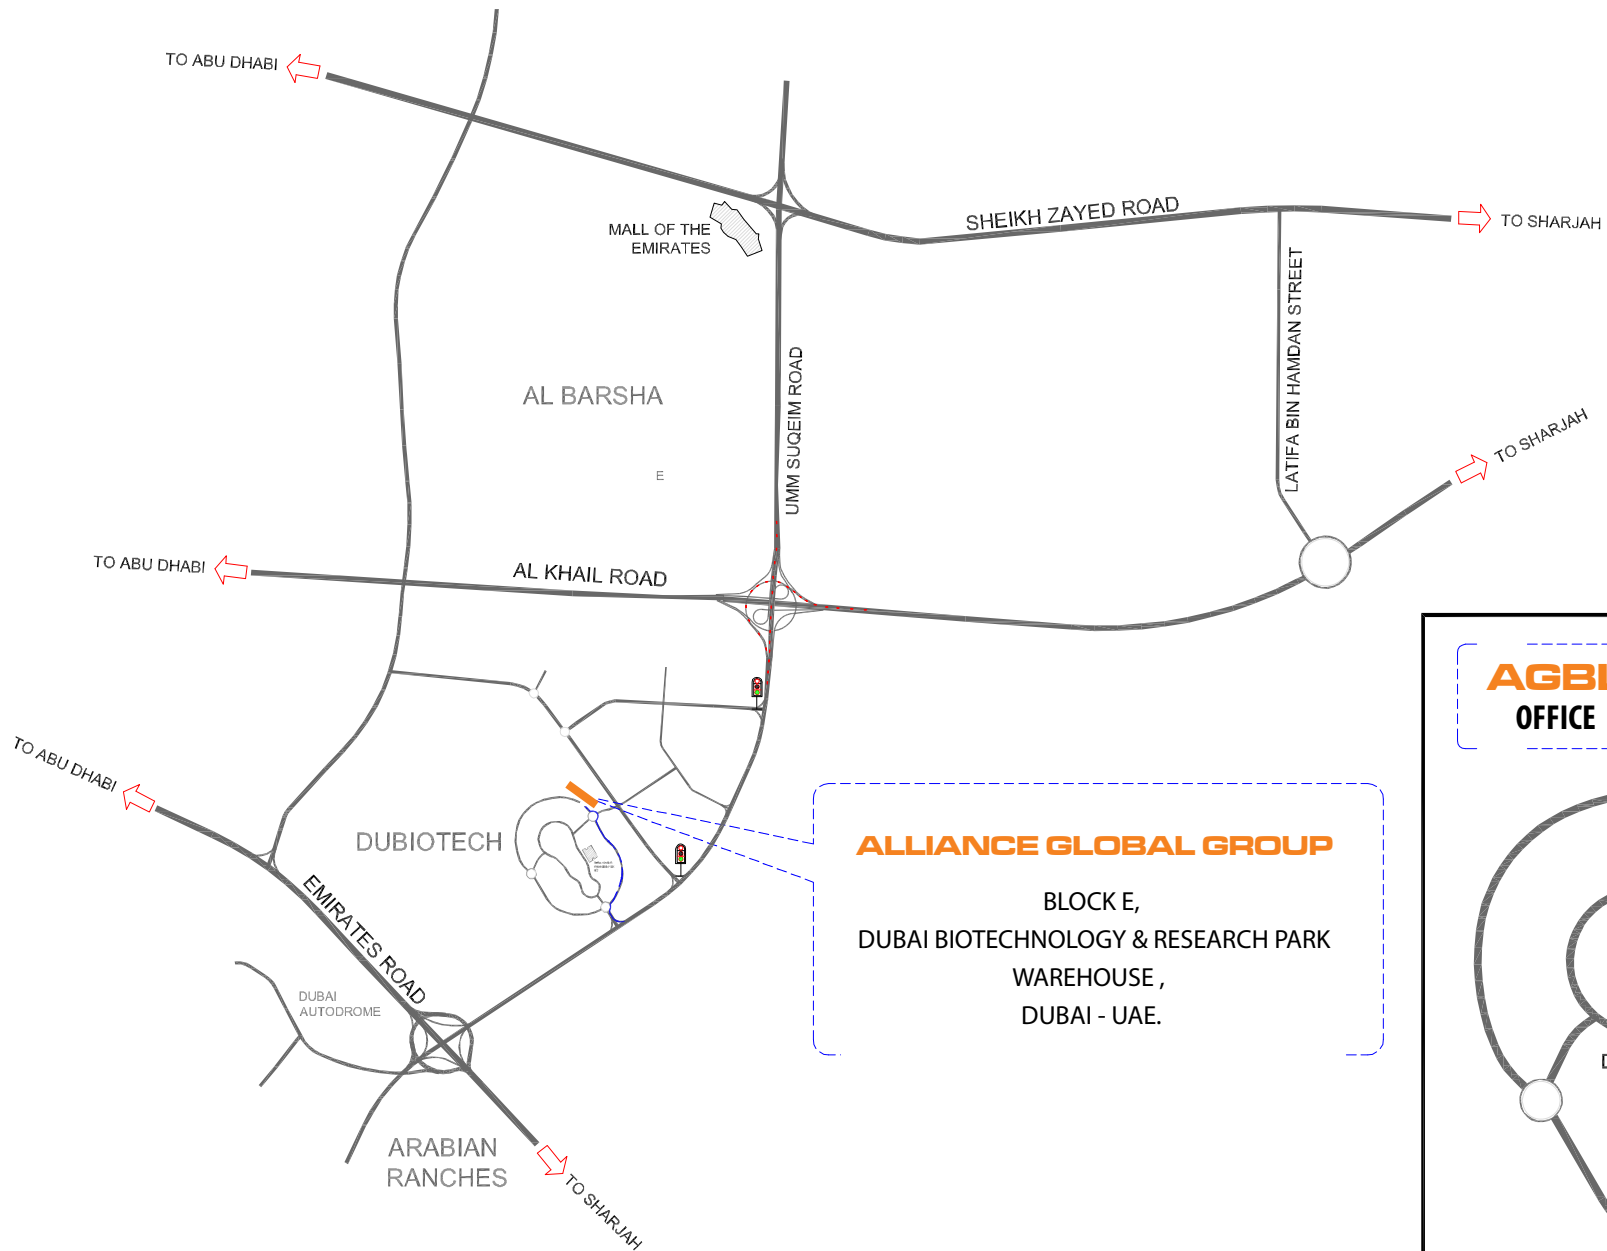 TO ABU DHABI
SHEIKH ZAYED ROAD
TO SHARJAH
MALL OF THE
EMIRATES
LATIFA BIN HAMDAN STREET
UMM SUQEIM ROAD
AL BARSHA
E
TO SHARJAH
TO ABU DHABI
AL KHAIL ROAD
AGBL
OFFICE
TO ABU DHABI
DUBIOTECH
ALLIANCE GLOBAL GROUP
BLOCK E,
DUBAI BIOTECHNOLOGY & RESEARCH PARK
WAREHOUSE ,
DUBAI - UAE.
EMIRATES ROAD
DUBAI
AUTODROME
ARABIAN
RANCHES
TO SHARJAH